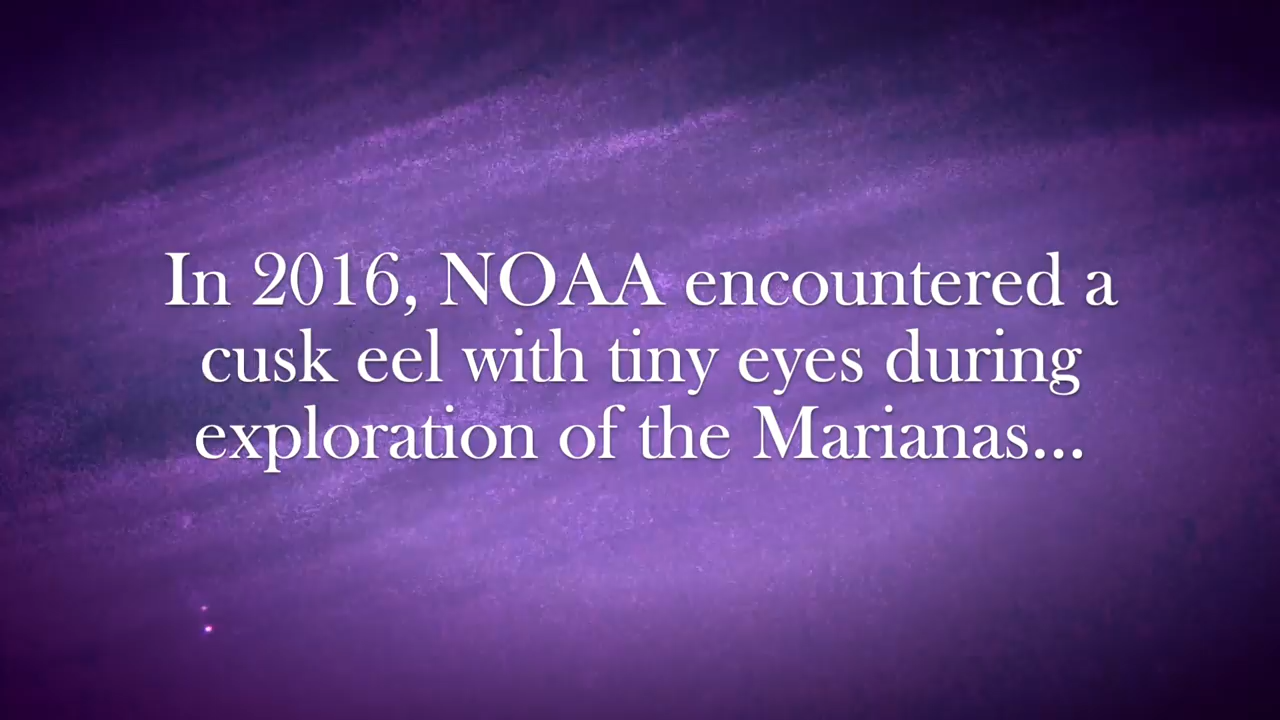 In 2016, NOAA encountered a
cusk eel with tiny eyes during
exploration of the Marianas...